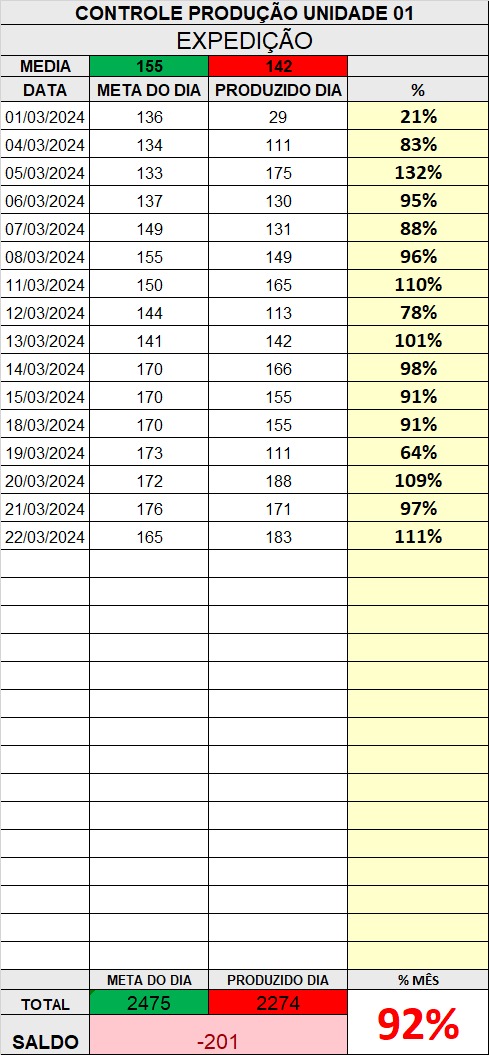 CONTROLE PRODUÇÃO UNIDADE 01
EXPEDIÇÃO
MEDIA 155 142
DATA META DO DIA PRODUZIDO DIA %
01/03/2024 136 29 21%
04/03/2024 134 111 83%
05/03/2024 133 175 132%
06/03/2024 137 130 95%
07/03/2024 149 131 88%
08/03/2024 155 149 96%
11/03/2024 150 165 110%
12/03/2024 144 113 78%
13/03/2024 141 142 101%
14/03/2024 170 166 98%
15/03/2024 170 155 91%
18/03/2024 170 155 91%
19/03/2024 173 111 64%
20/03/2024 172 188 109%
21/03/2024 176 171 97%
22/03/2024 165 183 111%
META DO DIA PRODUZIDO DIA % MÊS
TOTAL 2475 2274 92%
SALDO -201